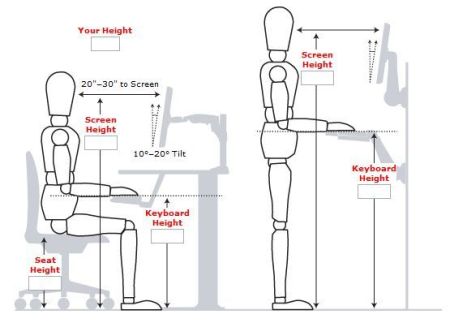 Your Height
20"–30" to Screen
Screen
Height
10°–20° Tilt
Keyboard
Height
Seat
Height
Screen
Height
Keyboard
Height